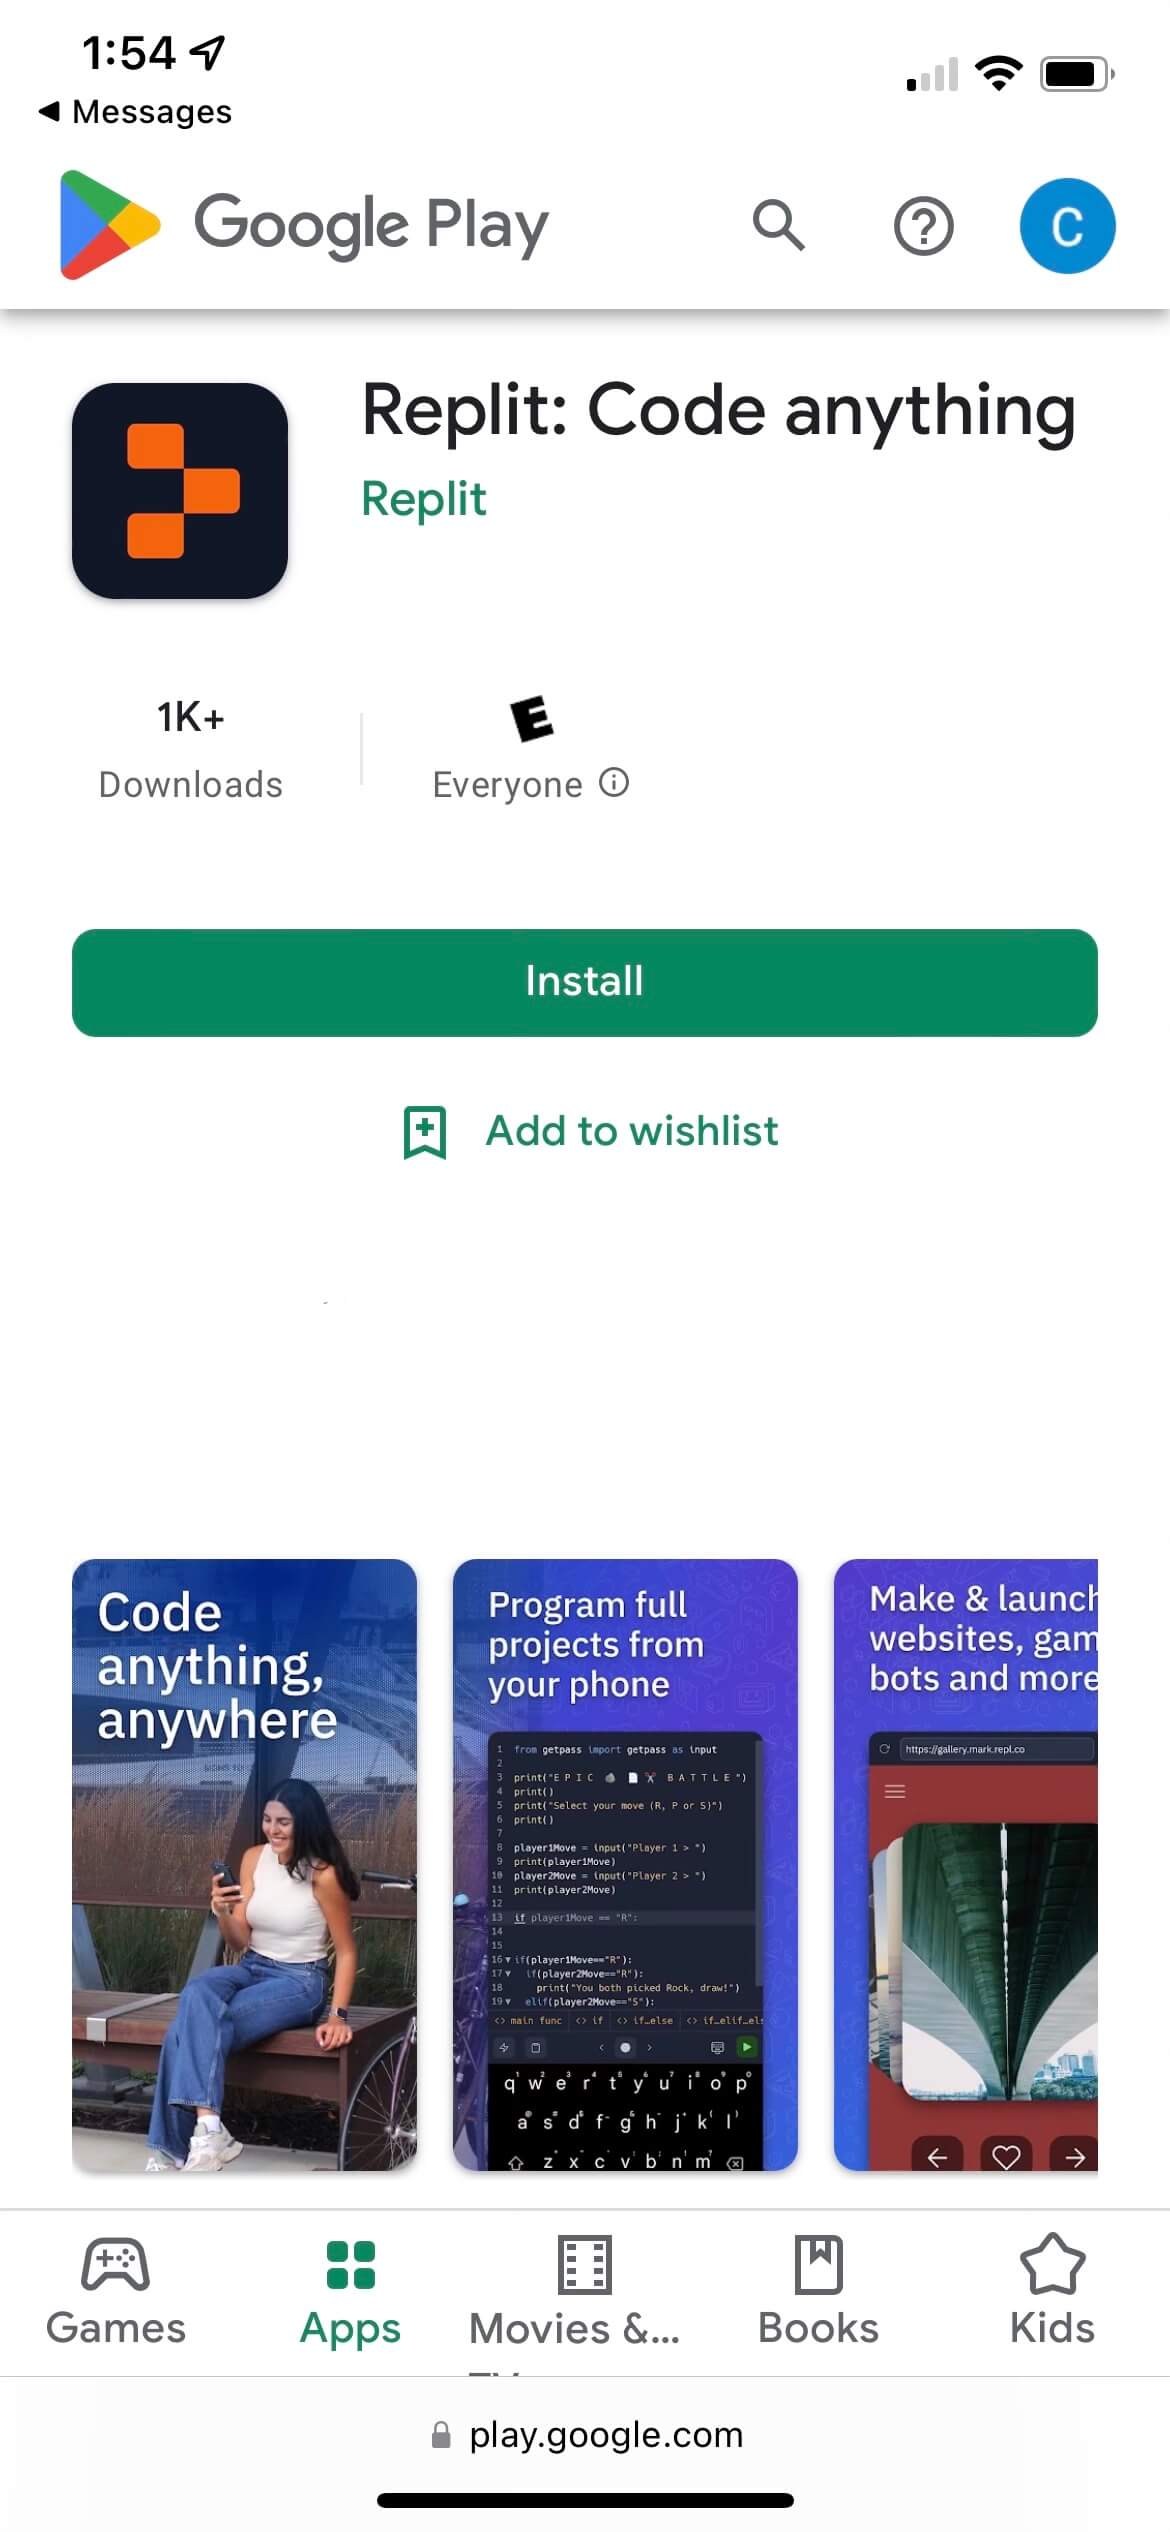 1:54
Messages
Google Play
C
Replit: Code anything
Replit
1K+
Downloads
E
Everyone
Install
Add to wishlist
Code
anything,
anywhere
Program full
projects from
your phone
1 from getpass import getpass as input
2
3 print("E P I C 🪨 📄 ✂️ B A T T L E")
4 print()
5 print("Select your move (R, P or S)")
6 print()
7
8 player1Move = input("Player 1 > ")
9 print(player1Move)
10 player2Move = input("Player 2 > ")
11 print(player2Move)
12
13 if player1Move == "R":
14
15
16 if(player1Move=="R"):
17 if(player2Move=="R"):
18 print("You both picked Rock, draw!")
19 elif(player2Move=="S"):
<> main func <> if <> if_else <> if_elif_els
q w e r t y u i o p
a s d f g h j k l
z x c v b n m
Make & launch
websites, gam
bots and more
https://gallery.mark.repl.co
Games
Apps
Movies &...
Books
Kids
play.google.com